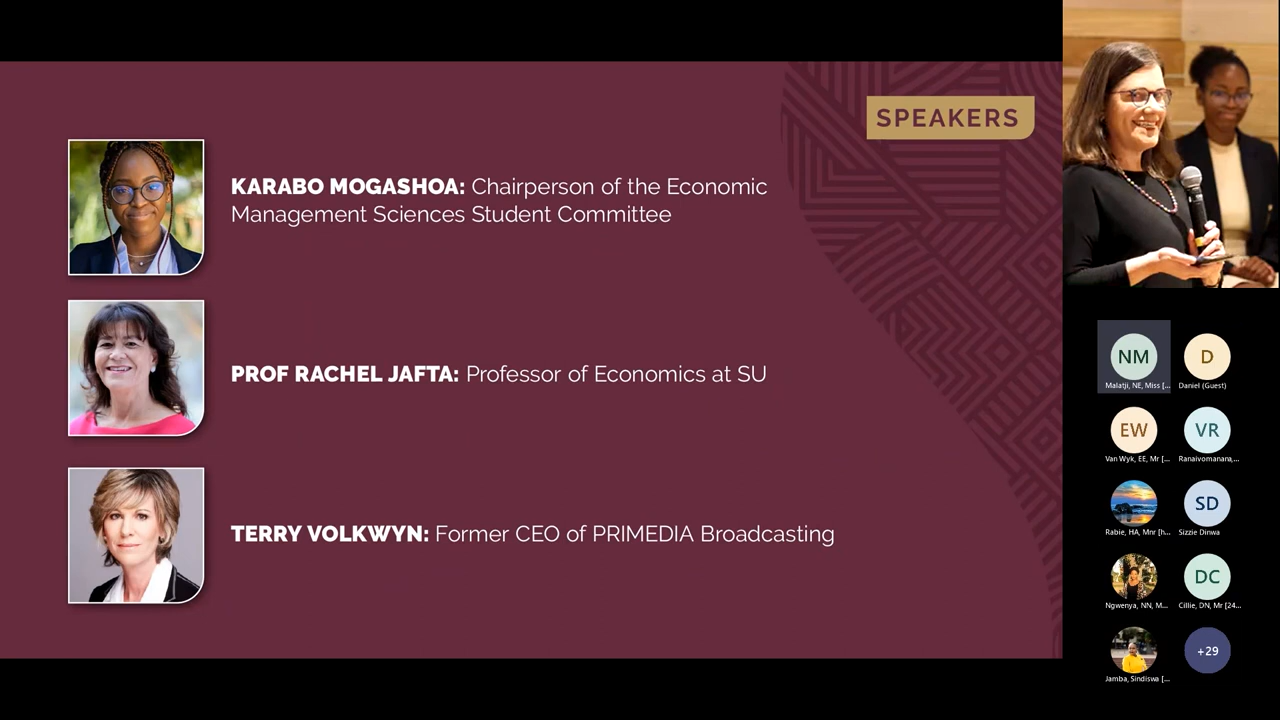 SPEAKERS
KARABO MOGASHOA: Chairperson of the Economic
Management Sciences Student Committee
PROF RACHEL JAFTA: Professor of Economics at SU
TERRY VOLKWYN: Former CEO of PRIMEDIA Broadcasting
NM
Malatji, NE, Miss [...
D
Daniel (Guest)
EW
Van Wyk, EE, Mr [...
VR
Ranaivomanana,...
Rabie, HA, Mnr [h...
SD
Sizzie Dinwa
Ngwenya, NN, M...
DC
Cillie, DN, Mr [24...
Jamba, Sindiswa [...
+29